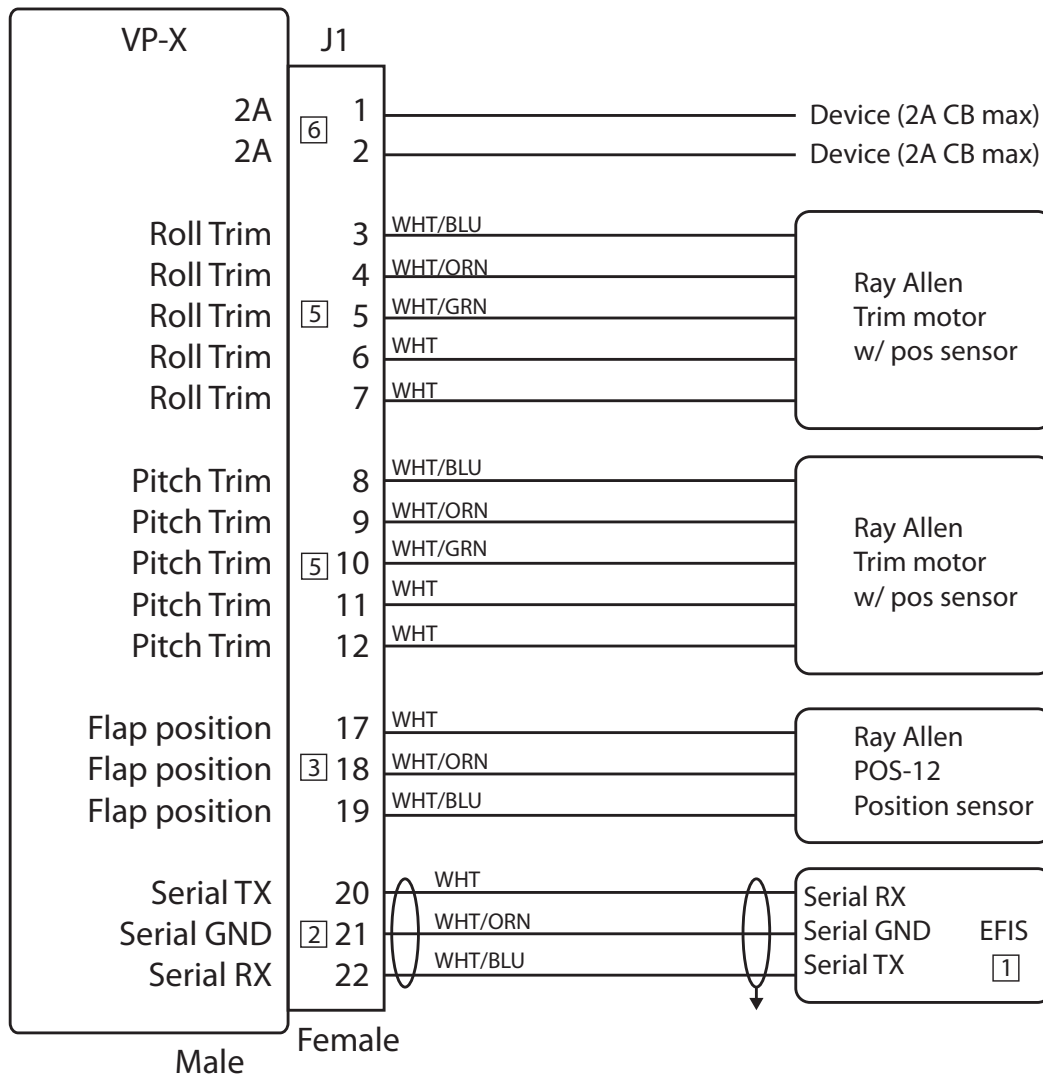 VP-X J1
2A 1 Device (2A CB max)
6
2A 2 Device (2A CB max)
Roll Trim 3 WHT/BLU
Roll Trim 4 WHT/ORN
Roll Trim 5 5 WHT/GRN
Roll Trim 6 WHT
Roll Trim 7 WHT
Ray Allen
Trim motor
w/ pos sensor
Pitch Trim 8 WHT/BLU
Pitch Trim 9 WHT/ORN
Pitch Trim 5 10 WHT/GRN
Pitch Trim 11 WHT
Pitch Trim 12 WHT
Ray Allen
Trim motor
w/ pos sensor
Flap position 17 WHT
Flap position 3 18 WHT/ORN
Flap position 19 WHT/BLU
Ray Allen
POS-12
Position sensor
Serial TX 20 WHT Serial RX
Serial GND 2 21 WHT/ORN Serial GND EFIS
Serial RX 22 WHT/BLU Serial TX 1
Female
Male